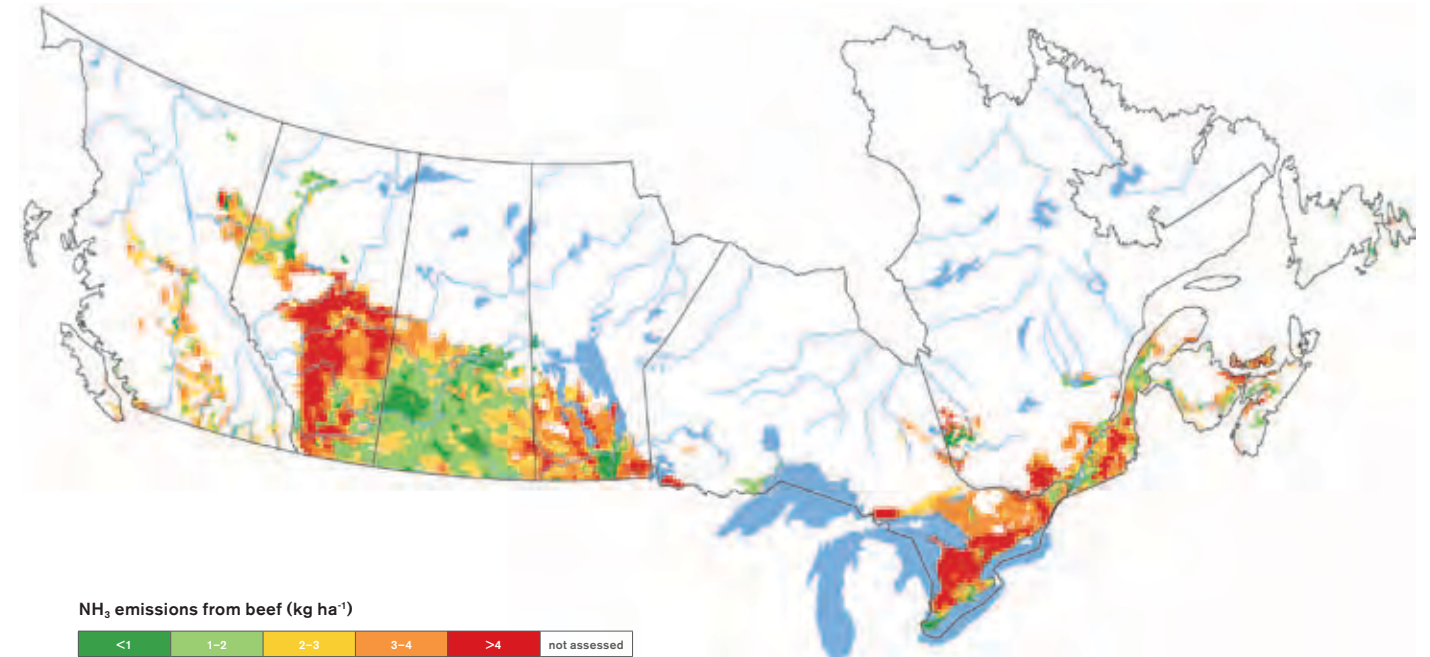 NH₃ emissions from beef (kg ha⁻¹)
<1 1–2 2–3 3–4 >4 not assessed